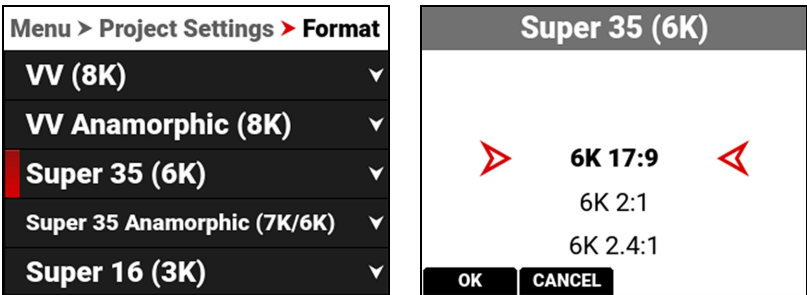 Menu > Project Settings > Format
VV (8K)
VV Anamorphic (8K)
Super 35 (6K)
Super 35 Anamorphic (7K/6K)
Super 16 (3K)
Super 35 (6K)
6K 17:9
6K 2:1
6K 2.4:1
OK CANCEL